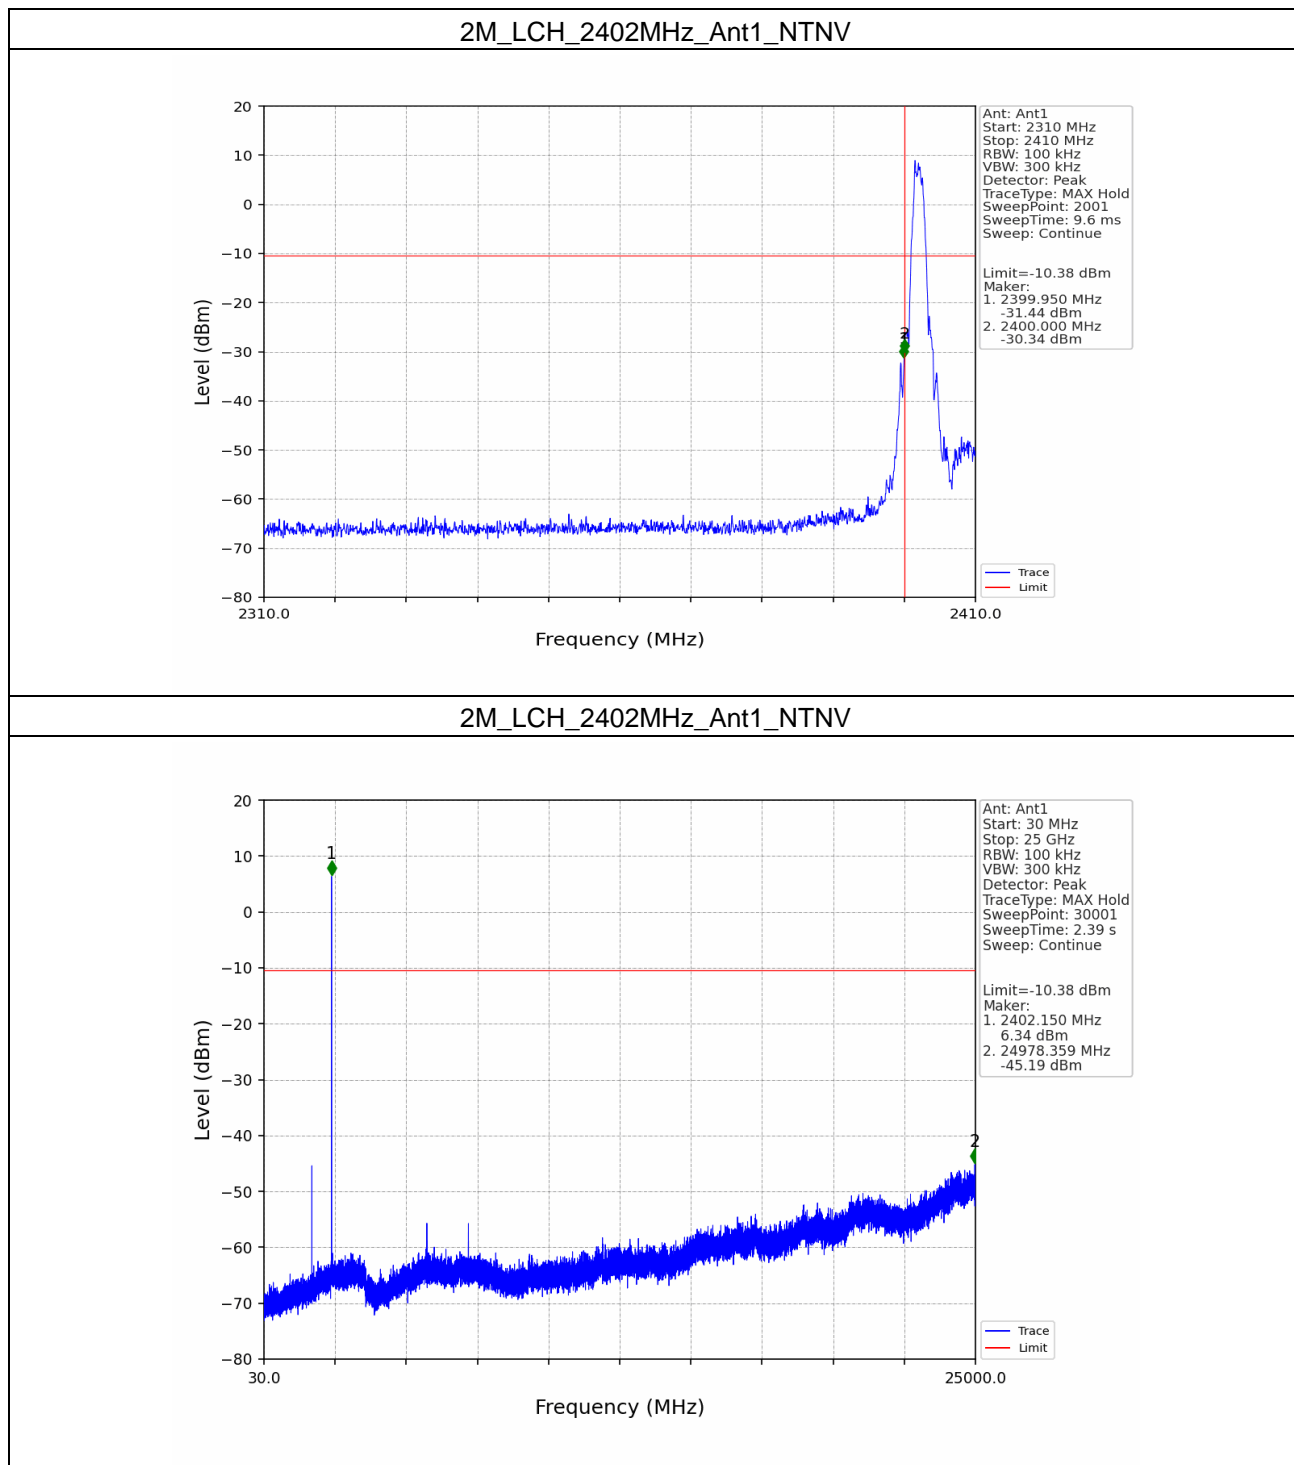 2M_LCH_2402MHz_Ant1_NTNV
20
10
0
−10
−20
−30
−40
−50
−60
−70
−80
Level (dBm)
2310.0
2410.0
Frequency (MHz)
2
Ant: Ant1
Start: 2310 MHz
Stop: 2410 MHz
RBW: 100 kHz
VBW: 300 kHz
Detector: Peak
TraceType: MAX Hold
SweepPoint: 2001
SweepTime: 9.6 ms
Sweep: Continue
Limit=-10.38 dBm
Maker:
1. 2399.950 MHz
-31.44 dBm
2. 2400.000 MHz
-30.34 dBm
Trace
Limit
2M_LCH_2402MHz_Ant1_NTNV
20
10
0
−10
−20
−30
−40
−50
−60
−70
−80
Level (dBm)
30.0
25000.0
Frequency (MHz)
1
2
Ant: Ant1
Start: 30 MHz
Stop: 25 GHz
RBW: 100 kHz
VBW: 300 kHz
Detector: Peak
TraceType: MAX Hold
SweepPoint: 30001
SweepTime: 2.39 s
Sweep: Continue
Limit=-10.38 dBm
Maker:
1. 2402.150 MHz
6.34 dBm
2. 24978.359 MHz
-45.19 dBm
Trace
Limit